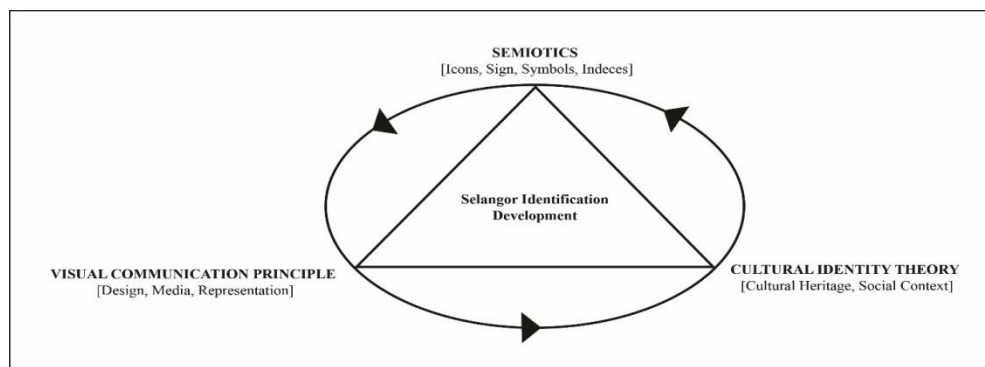 SEMIOTICS
[Icons, Sign, Symbols, Indeces]
Selangor Identification
Development
VISUAL COMMUNICATION PRINCIPLE
[Design, Media, Representation]
CULTURAL IDENTITY THEORY
[Cultural Heritage, Social Context]